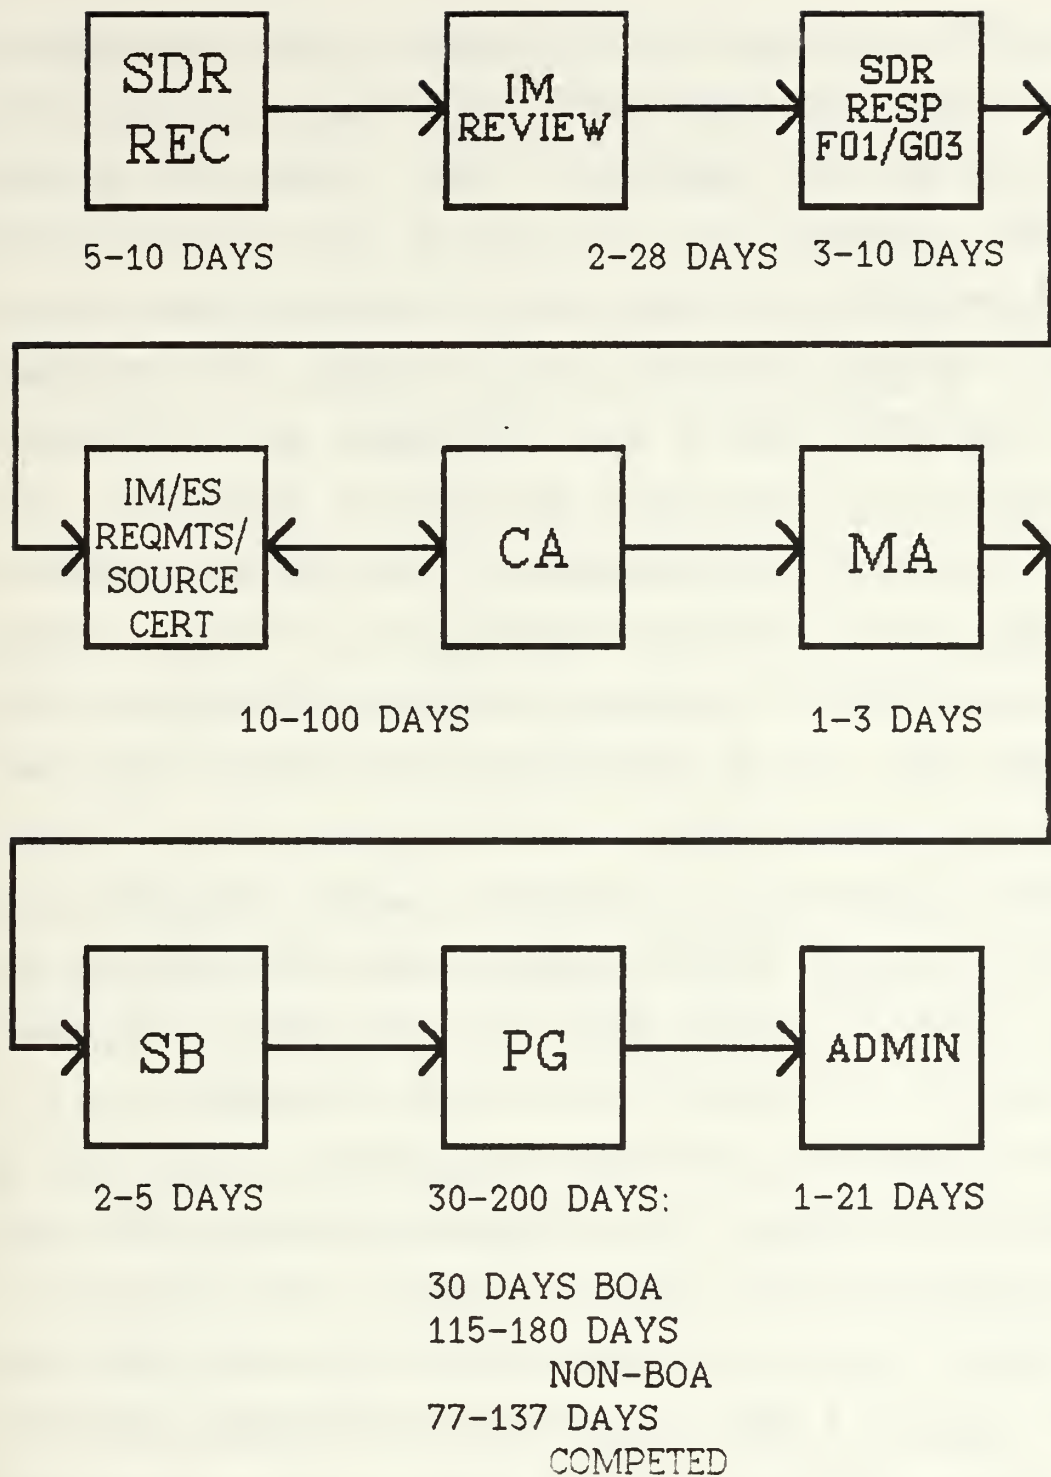 SDR
REC
IM
REVIEW
SDR
RESP
F01/G03
5-10 DAYS
2-28 DAYS
3-10 DAYS
IM/ES
REQMTS/
SOURCE
CERT
CA
MA
10-100 DAYS
1-3 DAYS
SB
PG
ADMIN
2-5 DAYS
30-200 DAYS:
1-21 DAYS
30 DAYS BOA
115-180 DAYS
NON-BOA
77-137 DAYS
COMPETED